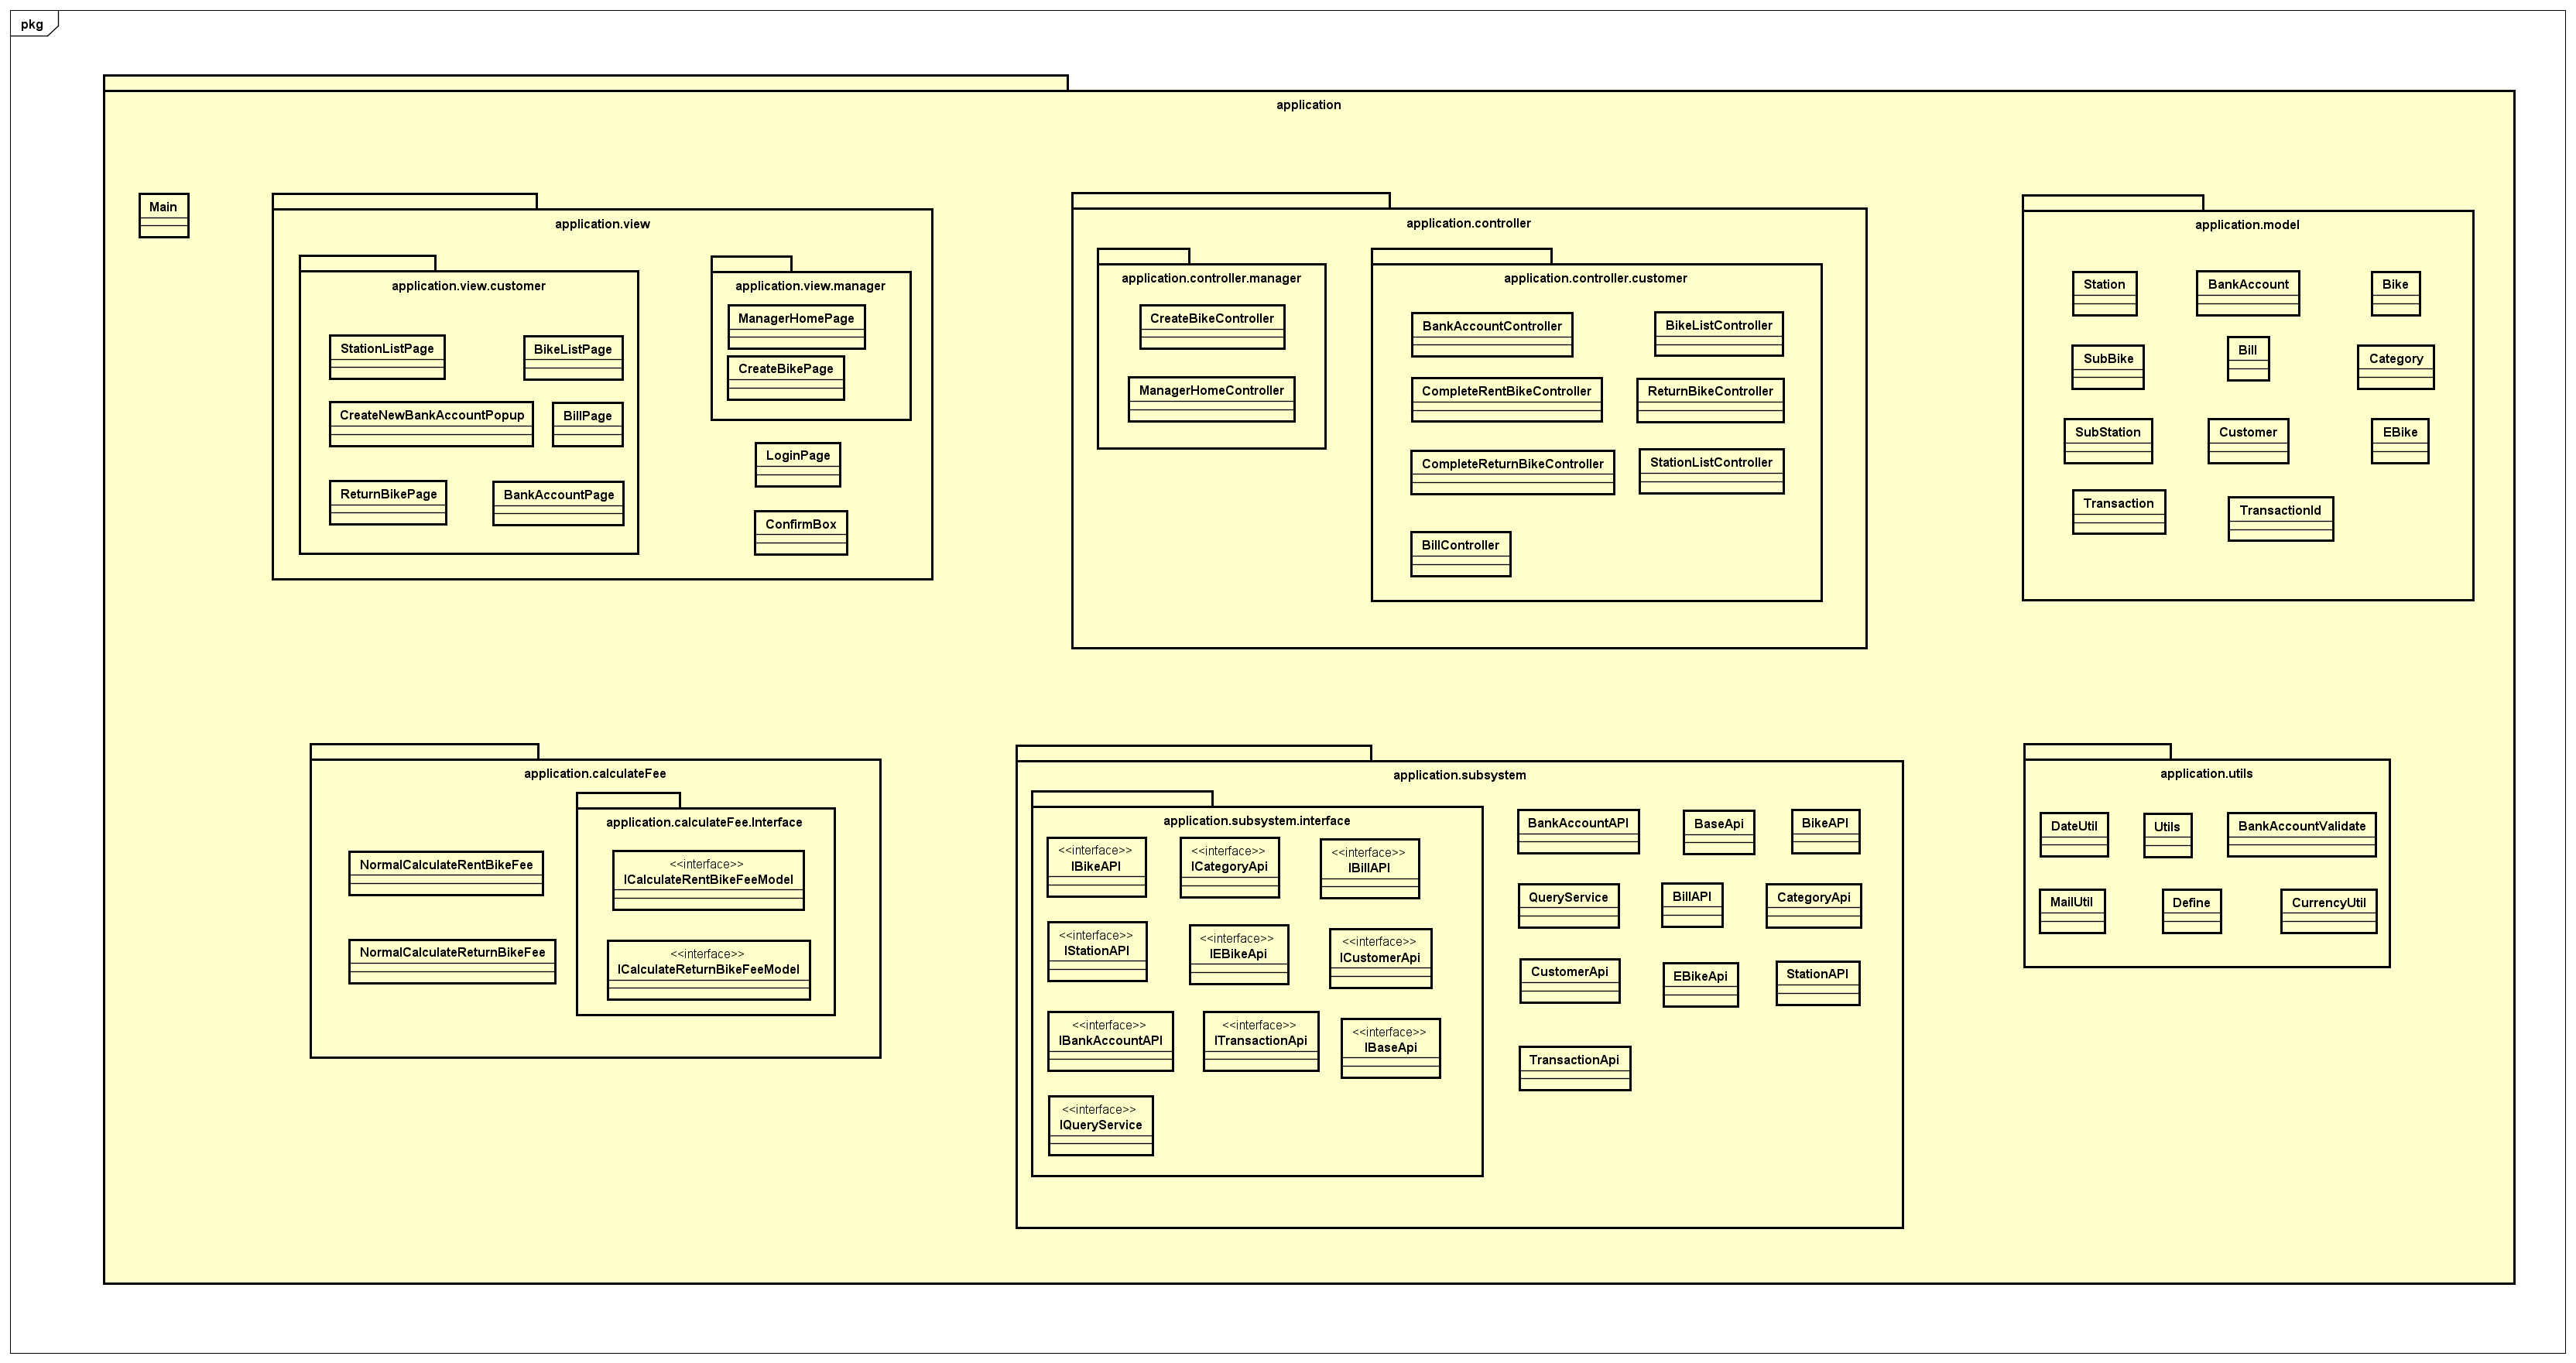 pkg
application
Main
application.view
application.view.customer
StationListPage
BikeListPage
CreateNewBankAccountPopup
BillPage
ReturnBikePage
BankAccountPage
application.view.manager
ManagerHomePage
CreateBikePage
LoginPage
ConfirmBox
application.controller
application.controller.manager
CreateBikeController
ManagerHomeController
application.controller.customer
BankAccountController
BikeListController
CompleteRentBikeController
ReturnBikeController
CompleteReturnBikeController
StationListController
BillController
application.model
Station
BankAccount
Bike
SubBike
Bill
Category
SubStation
Customer
EBike
Transaction
TransactionId
application.calculateFee
NormalCalculateRentBikeFee
NormalCalculateReturnBikeFee
application.calculateFee.Interface
<<interface>>
ICalculateRentBikeFeeModel
<<interface>>
ICalculateReturnBikeFeeModel
application.subsystem
application.subsystem.interface
<<interface>>
IBikeAPI
<<interface>>
ICategoryApi
<<interface>>
IBillAPI
<<interface>>
IStationAPI
<<interface>>
IEBikeApi
<<interface>>
ICustomerApi
<<interface>>
IBankAccountAPI
<<interface>>
ITransactionApi
<<interface>>
IBaseApi
<<interface>>
IQueryService
BankAccountAPI
BaseApi
BikeAPI
QueryService
BillAPI
CategoryApi
CustomerApi
EBikeApi
StationAPI
TransactionApi
application.utils
DateUtil
Utils
BankAccountValidate
MailUtil
Define
CurrencyUtil